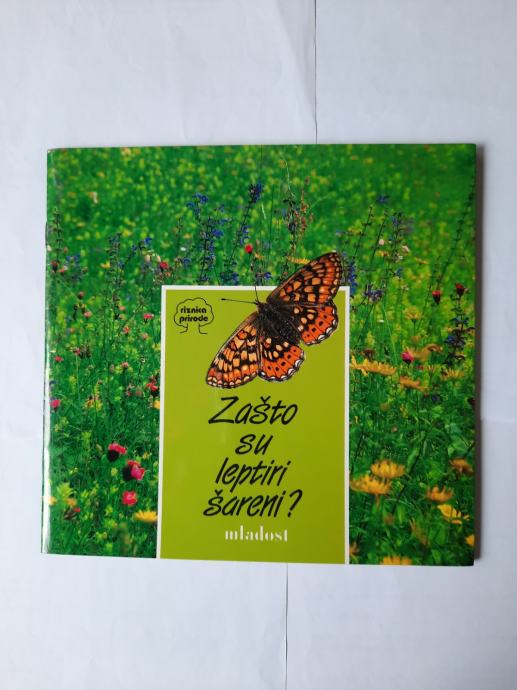 riznica
prirode
Zašto
su
leptiri
šareni?
mladost